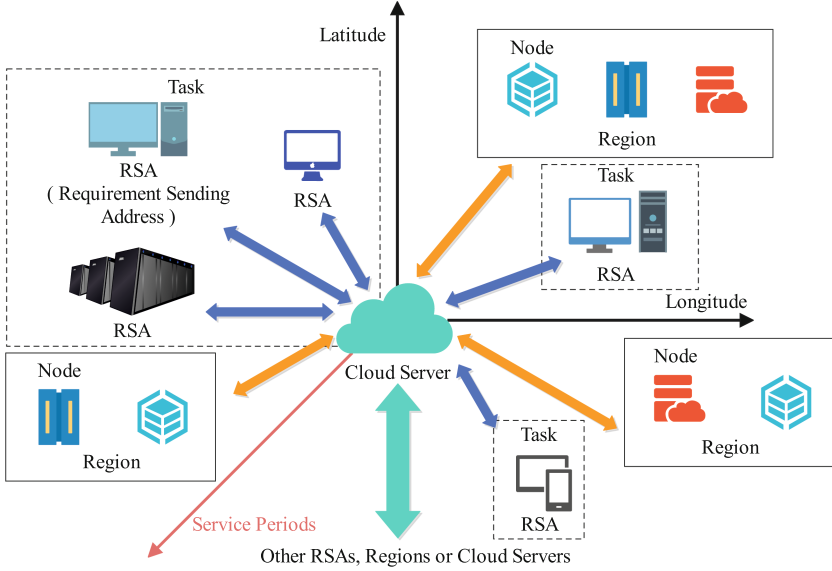 Latitude
Node
Region
Task
RSA
( Requirement Sending
Address )
RSA
RSA
Task
RSA
Longitude
Cloud Server
Node
Region
Node
Region
Task
RSA
Service Periods
Other RSAs, Regions or Cloud Servers